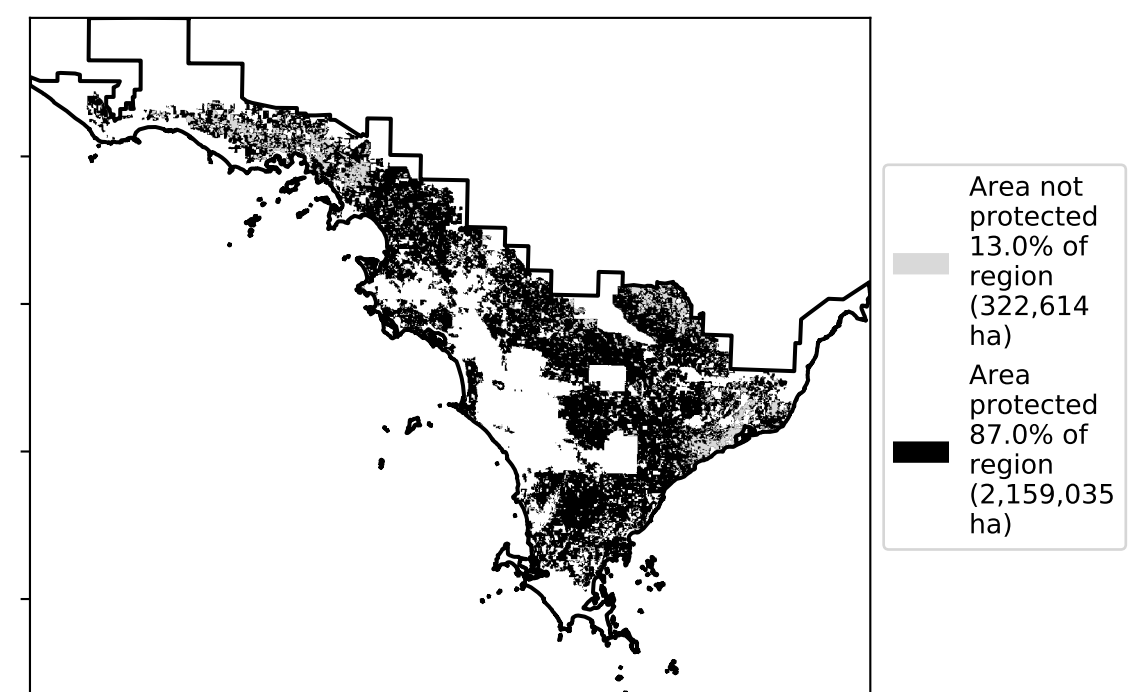 Area not
protected
13.0% of
region
(322,614
ha)
Area
protected
87.0% of
region
(2,159,035
ha)